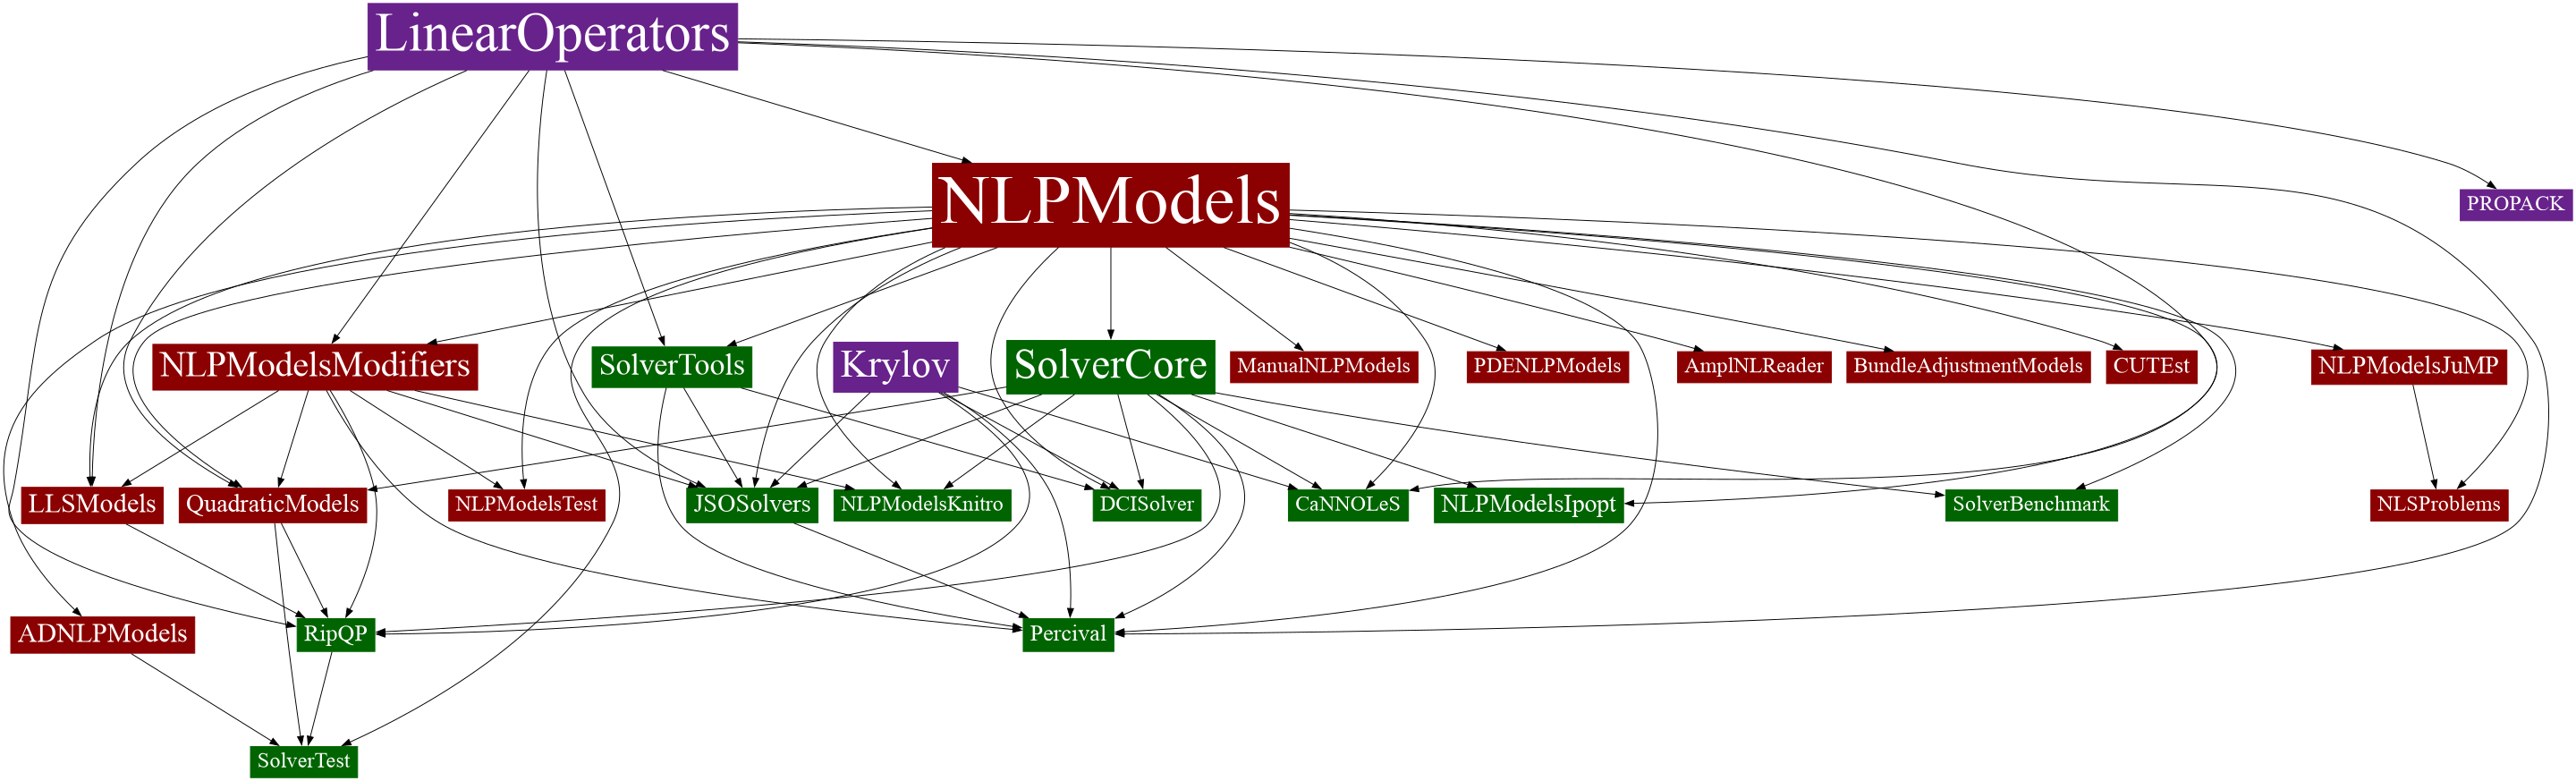 LinearOperators
NLPModels
PROPACK
NLPModelsModifiers
SolverTools
Krylov
SolverCore
ManualNLPModels
PDENLPModels
AmplNLReader
BundleAdjustmentModels
CUTEst
NLPModelsJuMP
LLSModels
QuadraticModels
NLPModelsTest
JSOSolvers
NLPModelsKnitro
DCISolver
CaNNOLeS
NLPModelsIpopt
SolverBenchmark
NLSProblems
ADNLPModels
RipQP
Percival
SolverTest